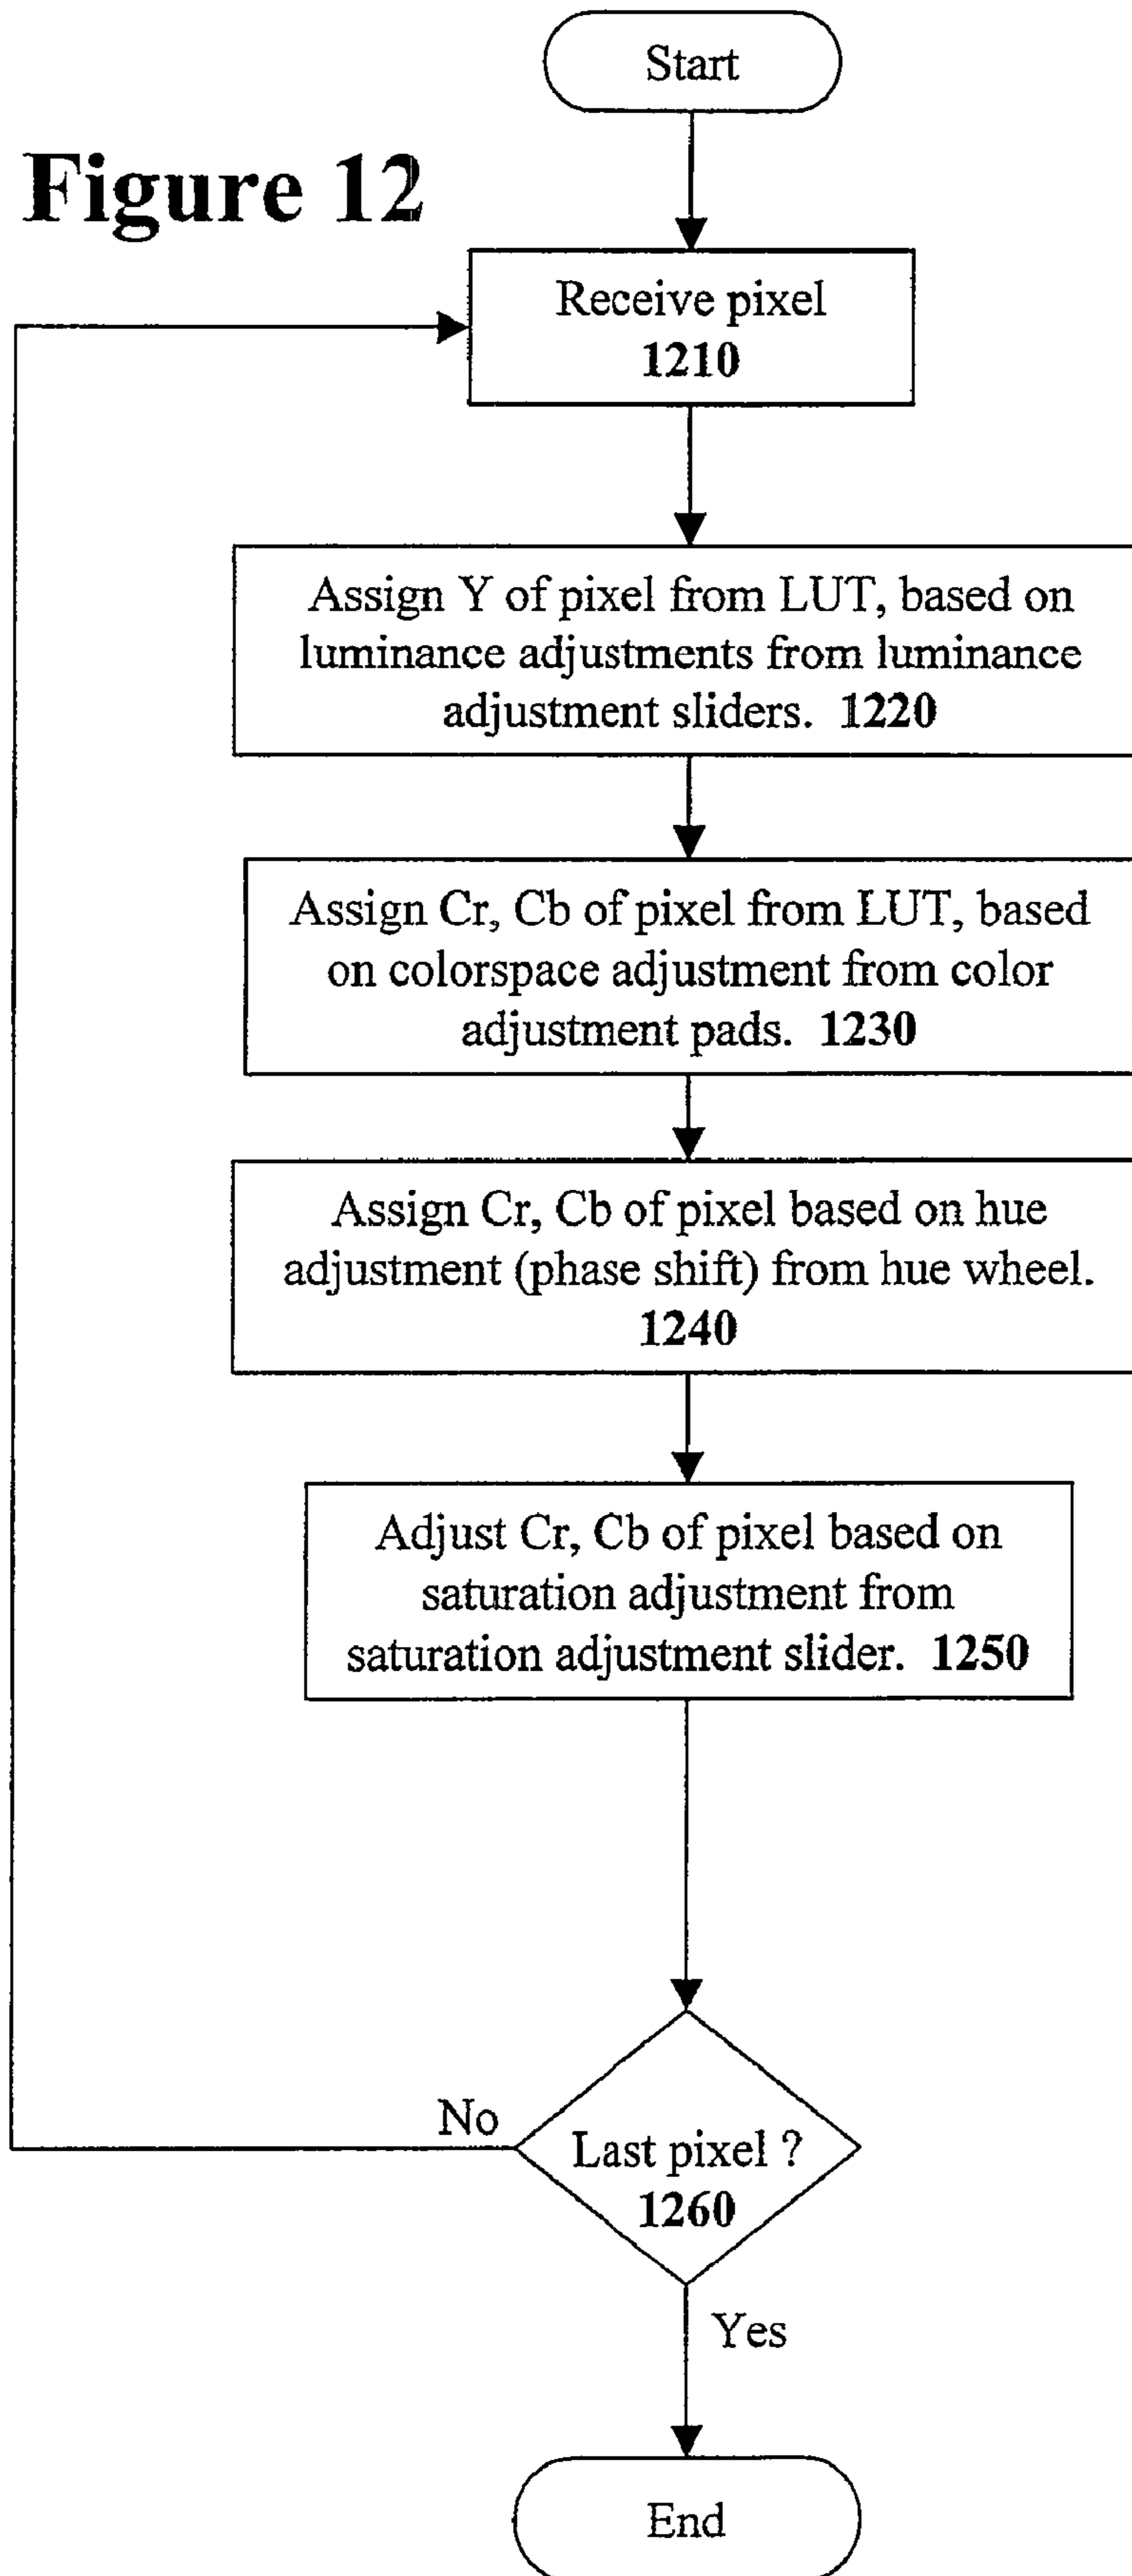 Start
Figure 12
Receive pixel
1210
Assign Y of pixel from LUT, based on
luminance adjustments from luminance
adjustment sliders. 1220
Assign Cr, Cb of pixel from LUT, based
on colorspace adjustment from color
adjustment pads. 1230
Assign Cr, Cb of pixel based on hue
adjustment (phase shift) from hue wheel.
1240
Adjust Cr, Cb of pixel based on
saturation adjustment from
saturation adjustment slider. 1250
No
Last pixel ?
1260
Yes
End